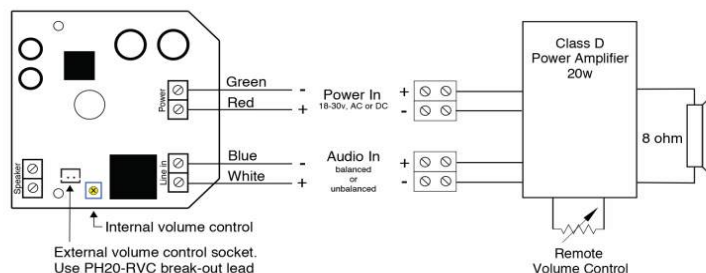 Class D
Power Amplifier
20w
Green
Red
-
+
Power
Power In
18-30v, AC or DC
+
-
8 ohm
Blue
White
-
+
Line in
Speaker
Audio In
balanced
or
unbalanced
+
-
Internal volume control
External volume control socket.
Use PH20-RVC break-out lead
Remote
Volume Control